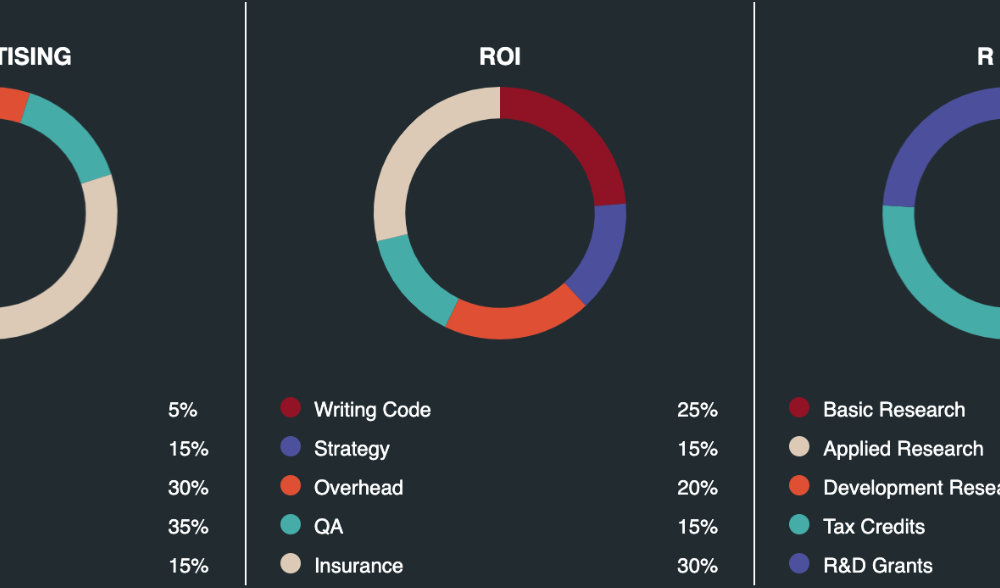 TISING
5%
15%
30%
35%
15%
ROI
Writing Code 25%
Strategy 15%
Overhead 20%
QA 15%
Insurance 30%
R
Basic Research
Applied Research
Development Resea
Tax Credits
R&D Grants